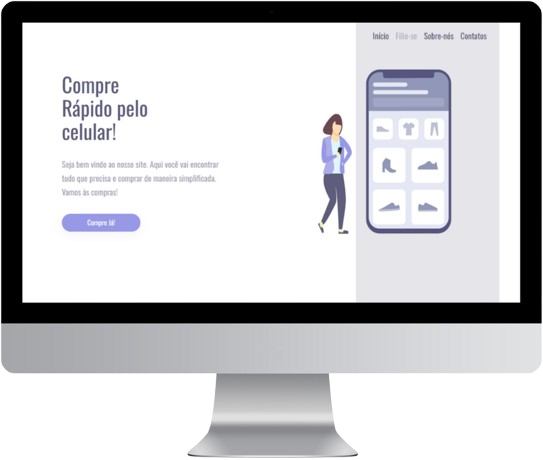 Início Filie-se Sobre-nós Contatos
Compre
Rápido pelo
celular!
Seja bem vindo ao nosso site. Aqui você vai encontrar
tudo que precisa e comprar de maneira simplificada.
Vamos às compras!
Compre Já!